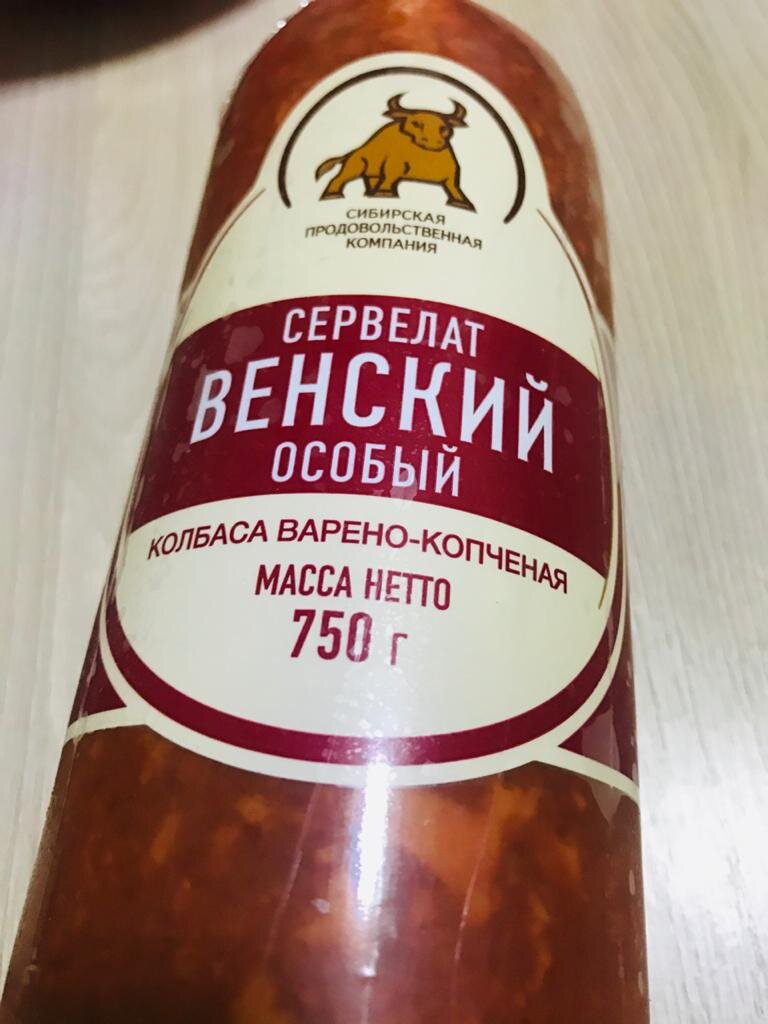 СИБИРСКАЯ
ПРОДОВОЛЬСТВЕННАЯ
КОМПАНИЯ
СЕРВЕЛАТ
ВЕНСКИЙ
ОСОБЫЙ
КОЛБАСА ВАРЕНО-КОПЧЕНАЯ
МАССА НЕТТО
750 г